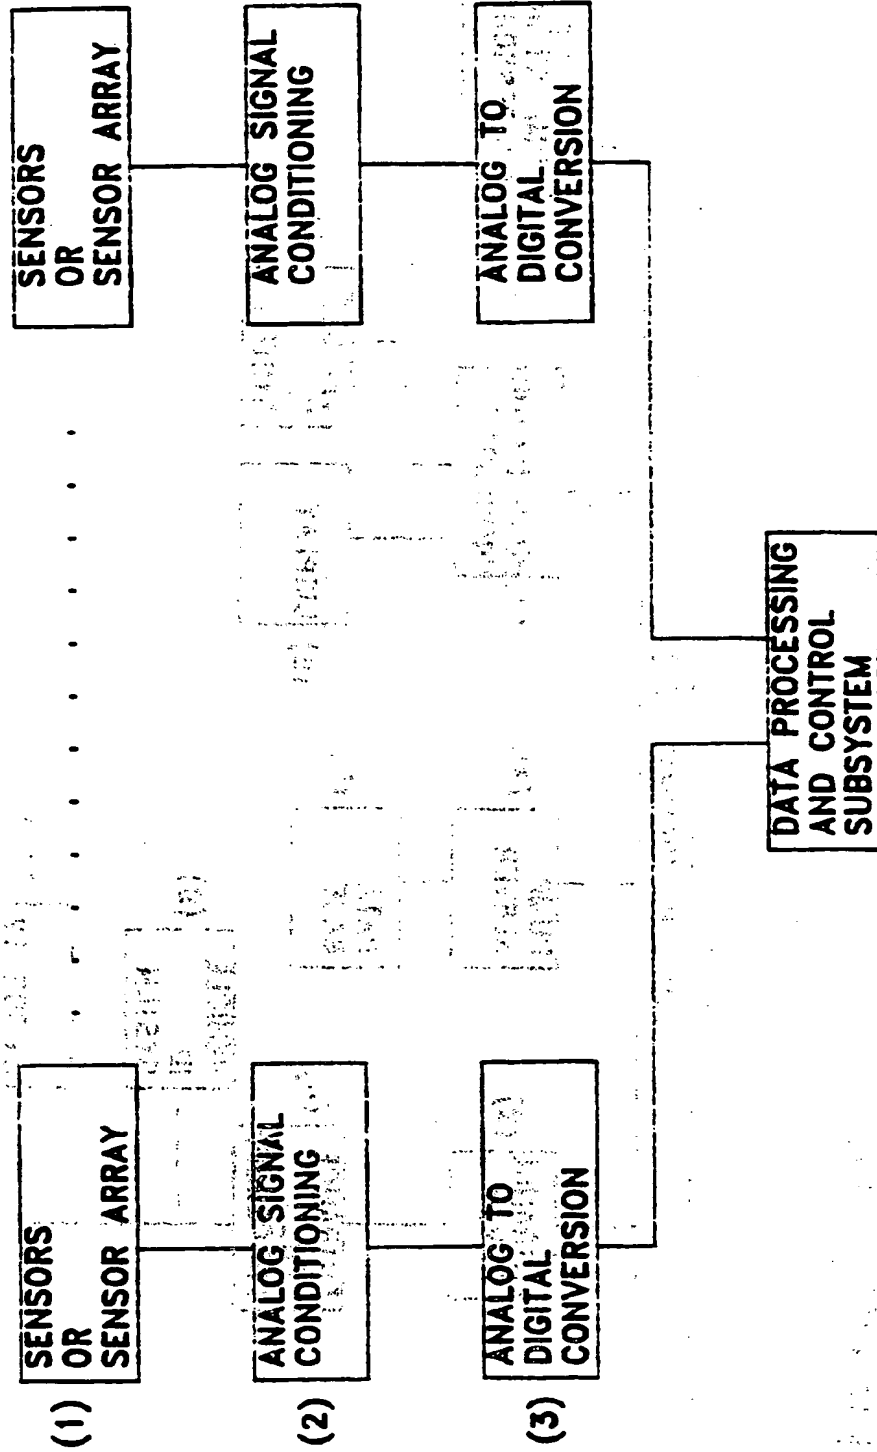 (1)
SENSORS
OR
SENSOR ARRAY
SENSORS
OR
SENSOR ARRAY
(2)
ANALOG SIGNAL
CONDITIONING
ANALOG SIGNAL
CONDITIONING
(3)
ANALOG TO
DIGITAL
CONVERSION
ANALOG TO
DIGITAL
CONVERSION
DATA PROCESSING
AND CONTROL
SUBSYSTEM